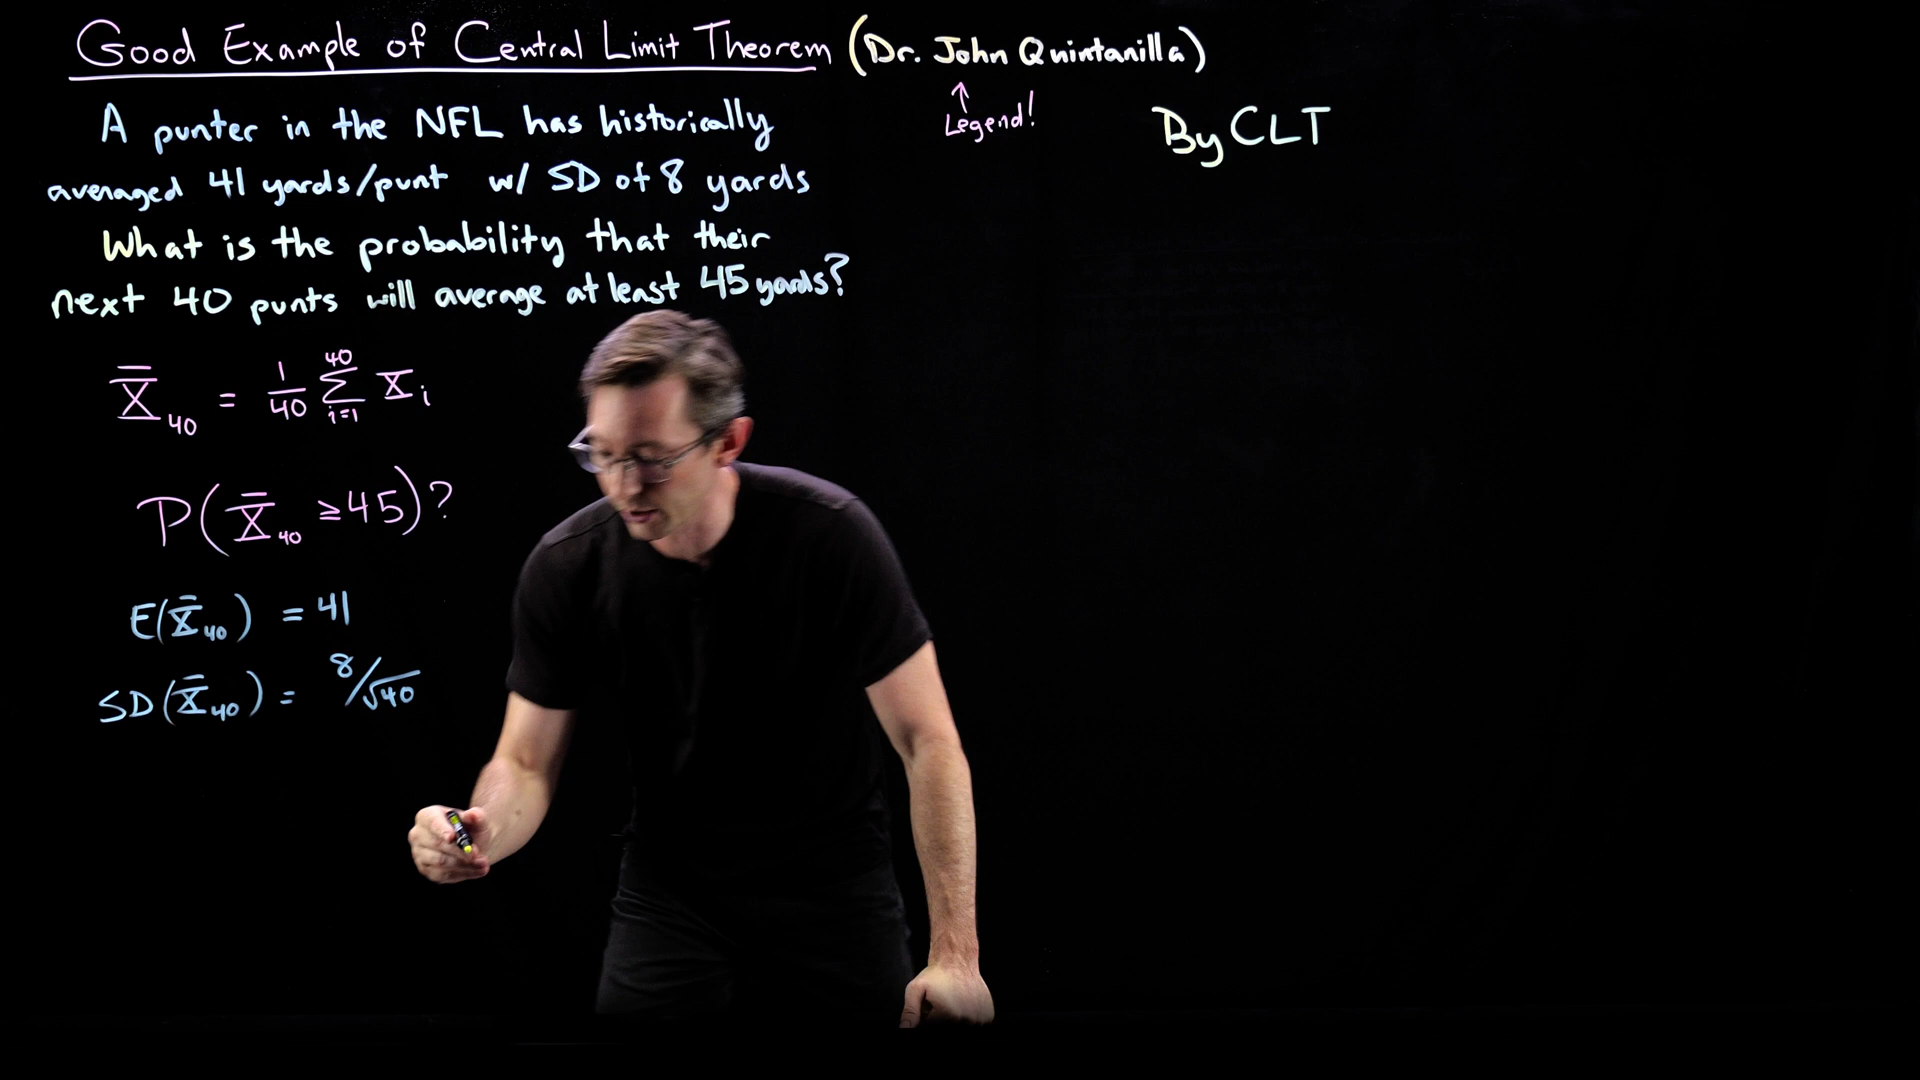 Good Example of Central Limit Theorem (Dr. John Quintanilla)
↑
Legend!
A punter in the NFL has historically
averaged 41 yards/punt w/ SD of 8 yards
What is the probability that their
next 40 punts will average at least 45 yards?
X̄₄₀ = 1/40 ∑_{i=1}^{40} Xᵢ
P(X̄₄₀ ≥ 45)?
E(X̄₄₀) = 41
SD(X̄₄₀) = 8/√40
By CLT